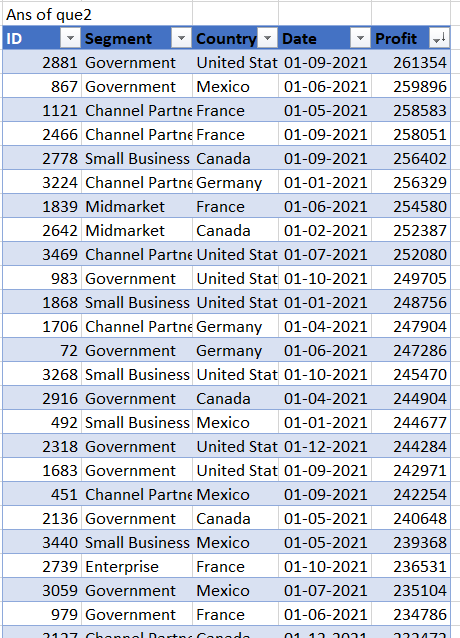 Ans of que2
ID Segment Country Date Profit
2881 Government United Stat 01-09-2021 261354
867 Government Mexico 01-06-2021 259896
1121 Channel Partne France 01-05-2021 258583
2466 Channel Partne France 01-09-2021 258051
2778 Small Business Canada 01-09-2021 256402
3224 Channel Partne Germany 01-01-2021 256329
1839 Midmarket France 01-06-2021 254580
2642 Midmarket Canada 01-02-2021 252387
3469 Channel Partne United Stat 01-07-2021 252080
983 Government United Stat 01-10-2021 249705
1868 Small Business United Stat 01-01-2021 248756
1706 Channel Partne Germany 01-04-2021 247904
72 Government Germany 01-06-2021 247286
3268 Small Business United Stat 01-10-2021 245470
2916 Government Canada 01-04-2021 244904
492 Small Business Mexico 01-01-2021 244677
2318 Government United Stat 01-12-2021 244284
1683 Government United Stat 01-09-2021 242971
451 Channel Partne Mexico 01-09-2021 242254
2136 Government Canada 01-05-2021 240648
3440 Small Business Mexico 01-05-2021 239368
2739 Enterprise France 01-10-2021 236531
3059 Government Mexico 01-07-2021 235104
979 Government France 01-06-2021 234786
Channel Partne Canada